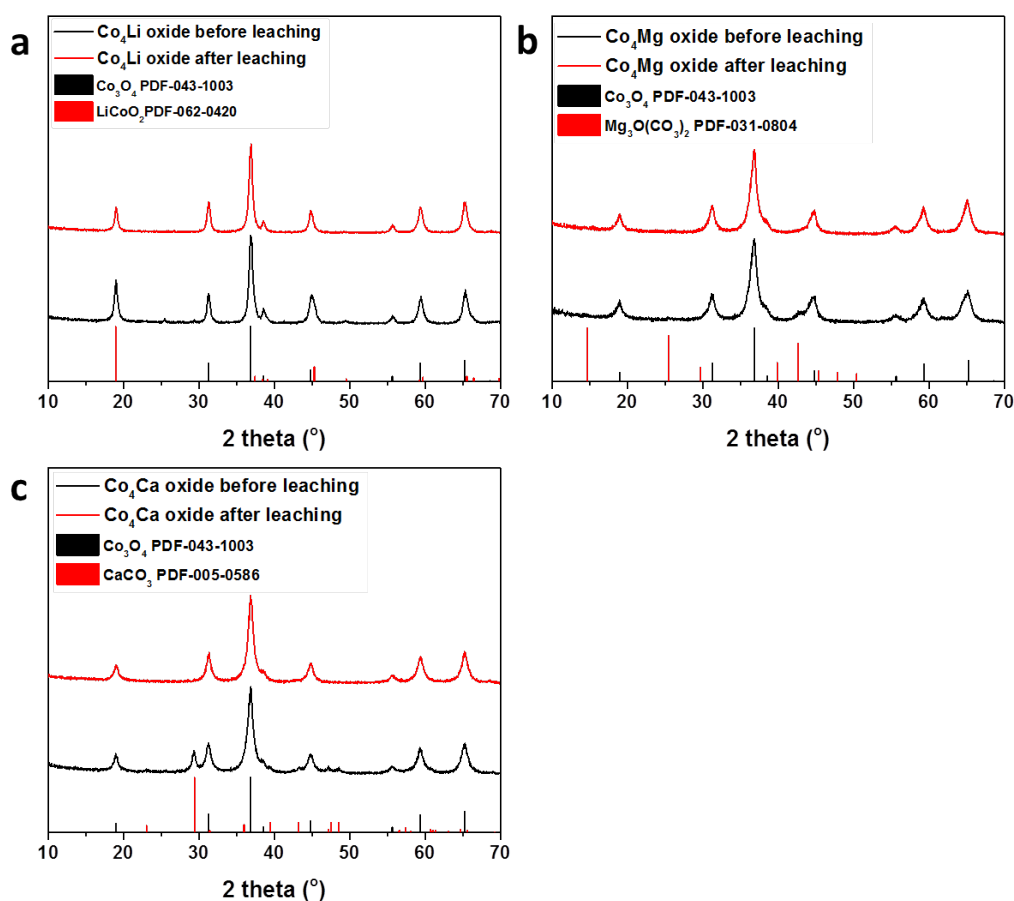 a
Co₄Li oxide before leaching
Co₄Li oxide after leaching
Co₃O₄ PDF-043-1003
LiCoO₂PDF-062-0420
10 20 30 40 50 60 70
2 theta (°)
b
Co₄Mg oxide before leaching
Co₄Mg oxide after leaching
Co₃O₄ PDF-043-1003
Mg₃O(CO₃)₂ PDF-031-0804
10 20 30 40 50 60 70
2 theta (°)
c
Co₄Ca oxide before leaching
Co₄Ca oxide after leaching
Co₃O₄ PDF-043-1003
CaCO₃ PDF-005-0586
10 20 30 40 50 60 70
2 theta (°)